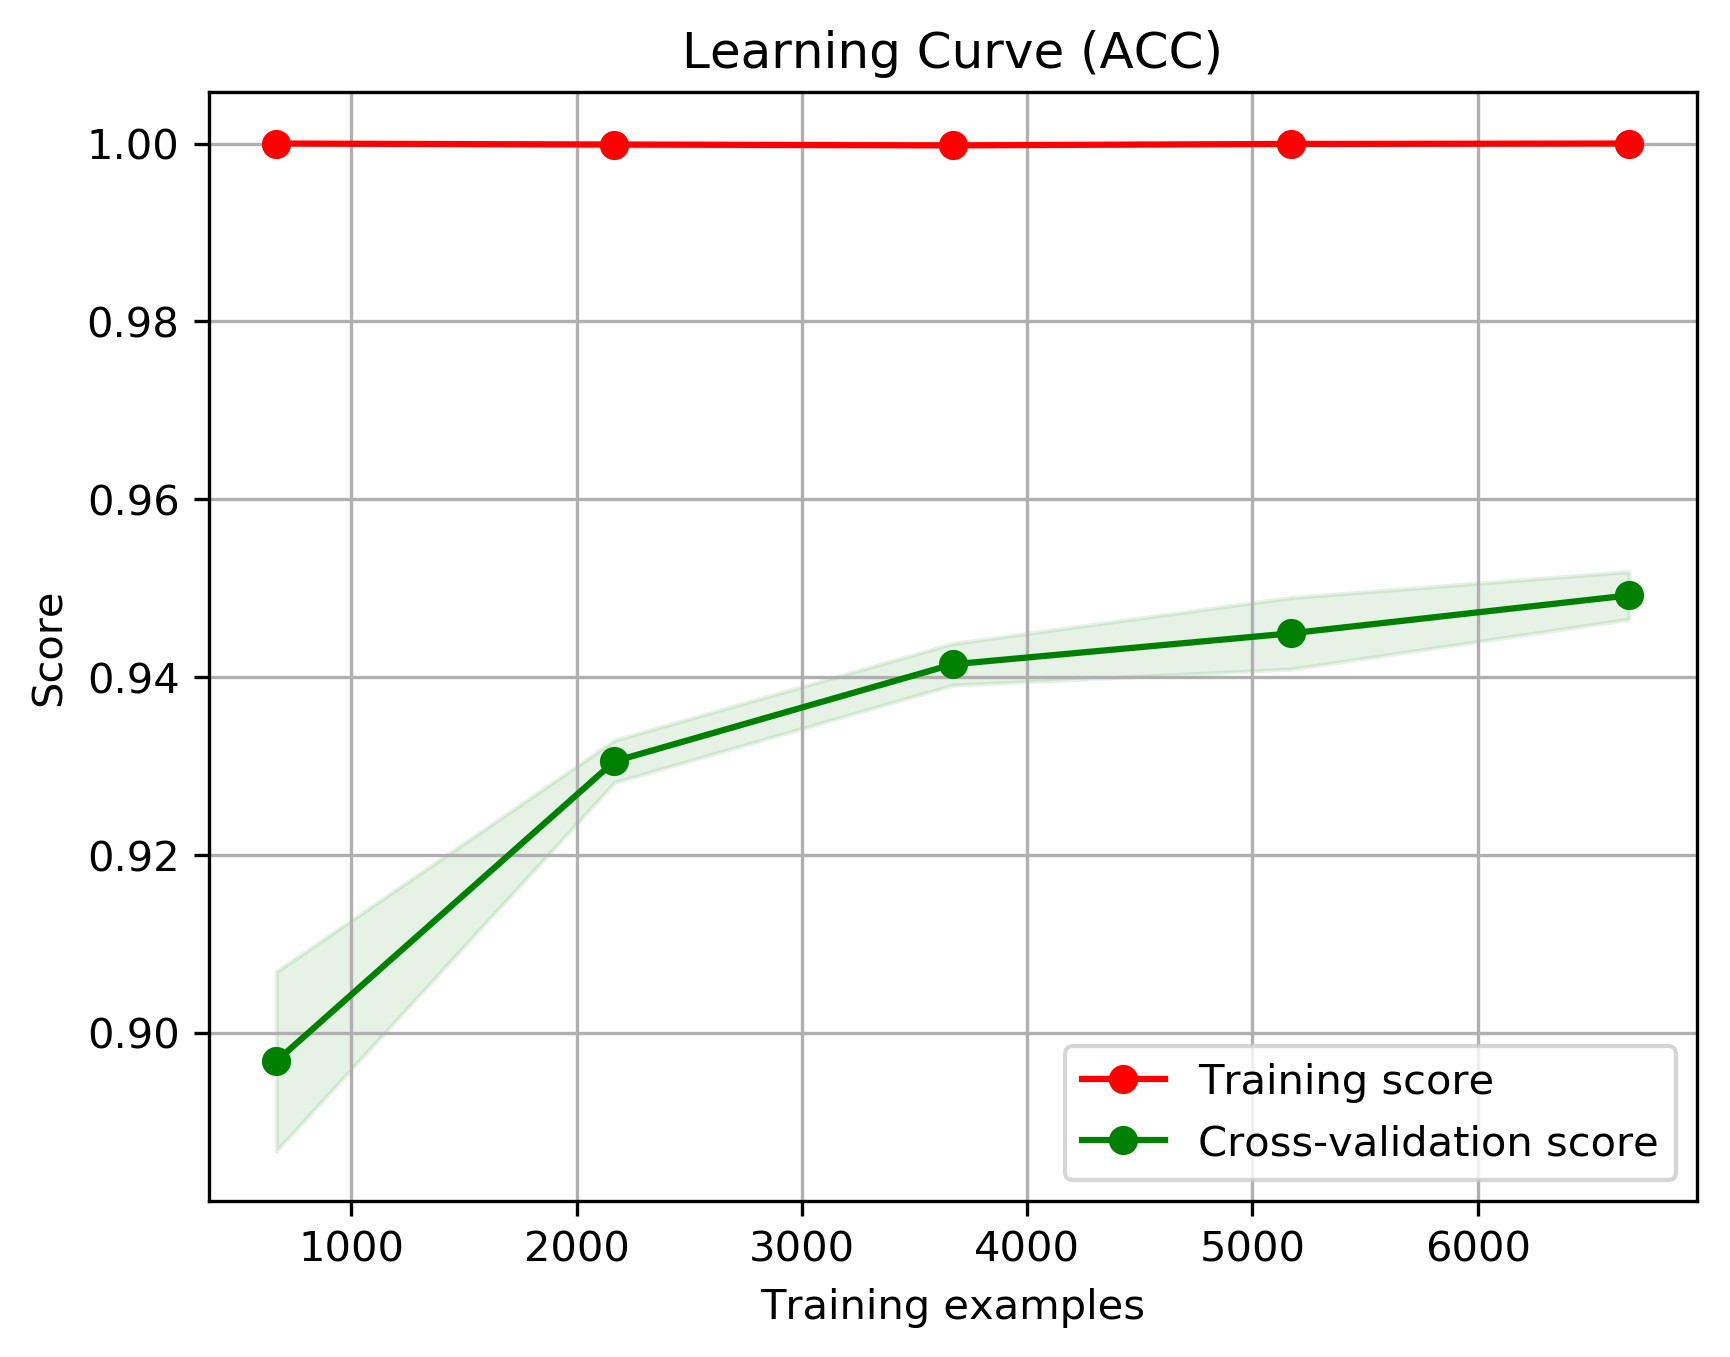 Learning Curve (ACC)
1.00
0.98
0.96
0.94
0.92
0.90
Score
Training score
Cross-validation score
1000 2000 3000 4000 5000 6000
Training examples